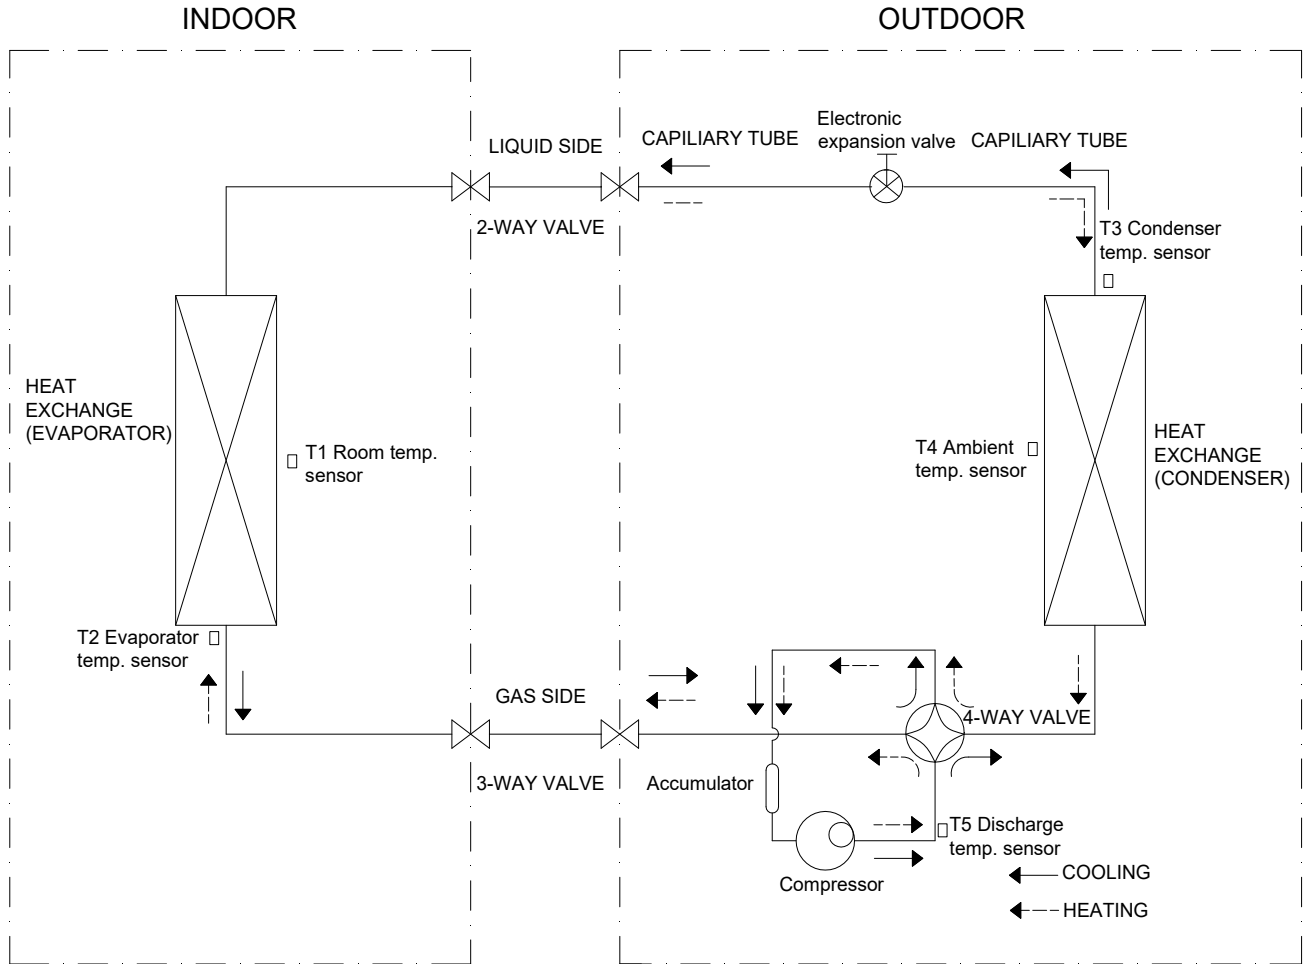 INDOOR
OUTDOOR
LIQUID SIDE
CAPILIARY TUBE
Electronic
expansion valve
CAPILIARY TUBE
2-WAY VALVE
T3 Condenser
temp. sensor
HEAT
EXCHANGE
(EVAPORATOR)
T1 Room temp.
sensor
T4 Ambient
temp. sensor
HEAT
EXCHANGE
(CONDENSER)
T2 Evaporator
temp. sensor
GAS SIDE
4-WAY VALVE
3-WAY VALVE
Accumulator
T5 Discharge
temp. sensor
Compressor
COOLING
HEATING